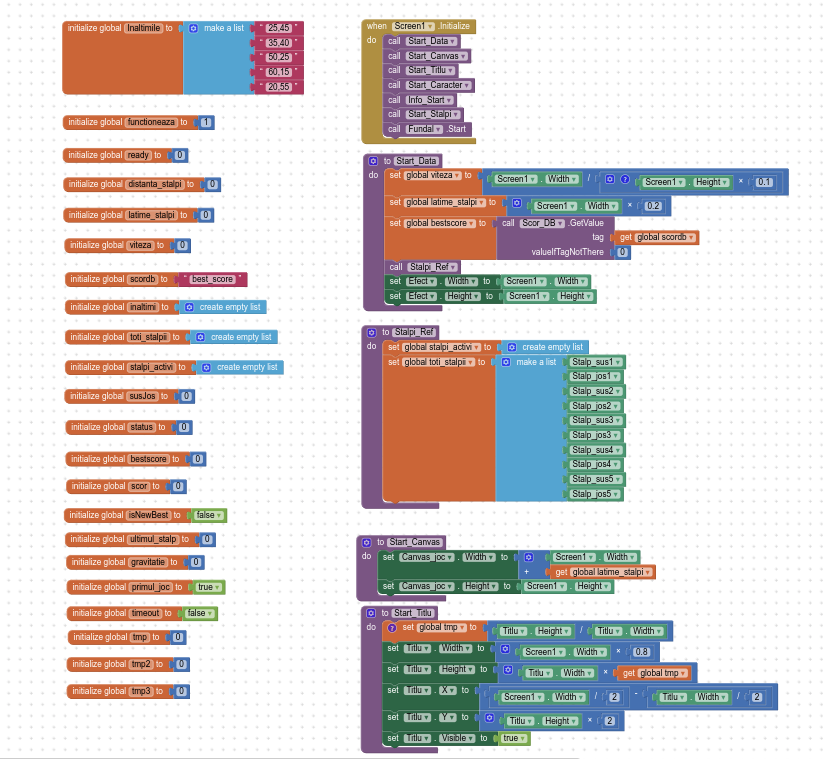 initialize global Inaltimile to make a list " 25,45 "
" 35,40 "
" 50,25 "
" 60,15 "
" 20,55 "
initialize global functioneaza to 1
initialize global ready to 0
initialize global distanta_stalpi to 0
initialize global latime_stalpi to 0
initialize global viteza to 0
initialize global scordb to " best_score "
initialize global inaltimi to create empty list
initialize global toti_stalpii to create empty list
initialize global stalpi_activi to create empty list
initialize global susJos to 0
initialize global status to 0
initialize global bestscore to 0
initialize global scor to 0
initialize global isNewBest to false
initialize global ultimul_stalp to 0
initialize global gravitatie to 0
initialize global primul_joc to true
initialize global timeout to false
initialize global tmp to 0
initialize global tmp2 to 0
initialize global tmp3 to 0
when Screen1 .Initialize
do call Start_Data
call Start_Canvas
call Start_Titlu
call Start_Caracter
call Info_Start
call Start_Stalpi
call Fundal .Start
to Start_Data
do set global viteza to Screen1 . Width / ? Screen1 . Height × 0.1
set global latime_stalpi to Screen1 . Width × 0.2
set global bestscore to call Scor_DB .GetValue
tag get global scordb
valueIfTagNotThere 0
call Stalpi_Ref
set Efect . Width to Screen1 . Width
set Efect . Height to Screen1 . Height
to Stalpi_Ref
do set global stalpi_activi to create empty list
set global toti_stalpii to make a list Stalp_sus1
Stalp_jos1
Stalp_sus2
Stalp_jos2
Stalp_sus3
Stalp_jos3
Stalp_sus4
Stalp_jos4
Stalp_sus5
Stalp_jos5
to Start_Canvas
do set Canvas_joc . Width to Screen1 . Width
+ get global latime_stalpi
set Canvas_joc . Height to Screen1 . Height
to Start_Titlu
do ? set global tmp to Titlu . Height / Titlu . Width
set Titlu . Width to Screen1 . Width × 0.8
set Titlu . Height to Titlu . Width × get global tmp
set Titlu . X to Screen1 . Width / 2 - Titlu . Width / 2
set Titlu . Y to Titlu . Height × 2
set Titlu . Visible to true